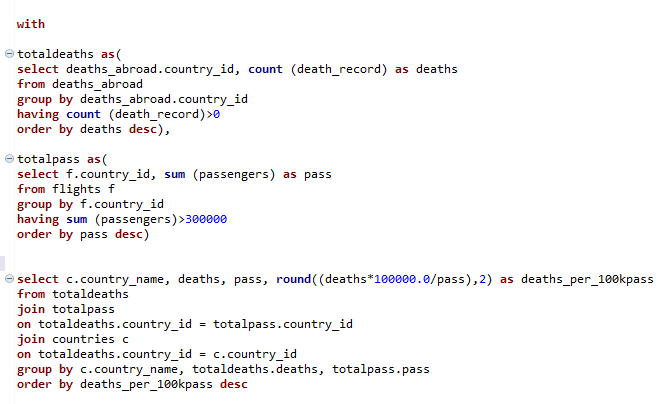 with
totaldeaths as(
select deaths_abroad.country_id, count (death_record) as deaths
from deaths_abroad
group by deaths_abroad.country_id
having count (death_record)>0
order by deaths desc),
totalpass as(
select f.country_id, sum (passengers) as pass
from flights f
group by f.country_id
having sum (passengers)>300000
order by pass desc)
select c.country_name, deaths, pass, round((deaths*100000.0/pass),2) as deaths_per_100kpass
from totaldeaths
join totalpass
on totaldeaths.country_id = totalpass.country_id
join countries c
on totaldeaths.country_id = c.country_id
group by c.country_name, totaldeaths.deaths, totalpass.pass
order by deaths_per_100kpass desc